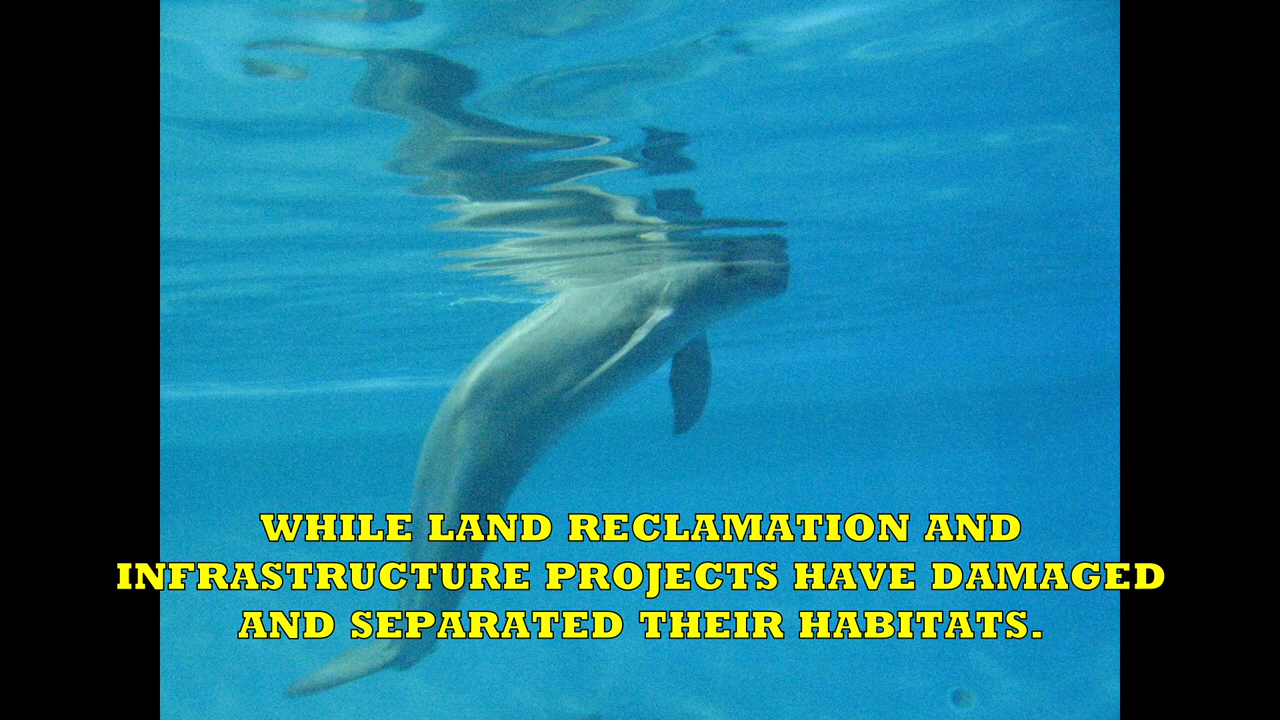 WHILE LAND RECLAMATION AND
INFRASTRUCTURE PROJECTS HAVE DAMAGED
AND SEPARATED THEIR HABITATS.